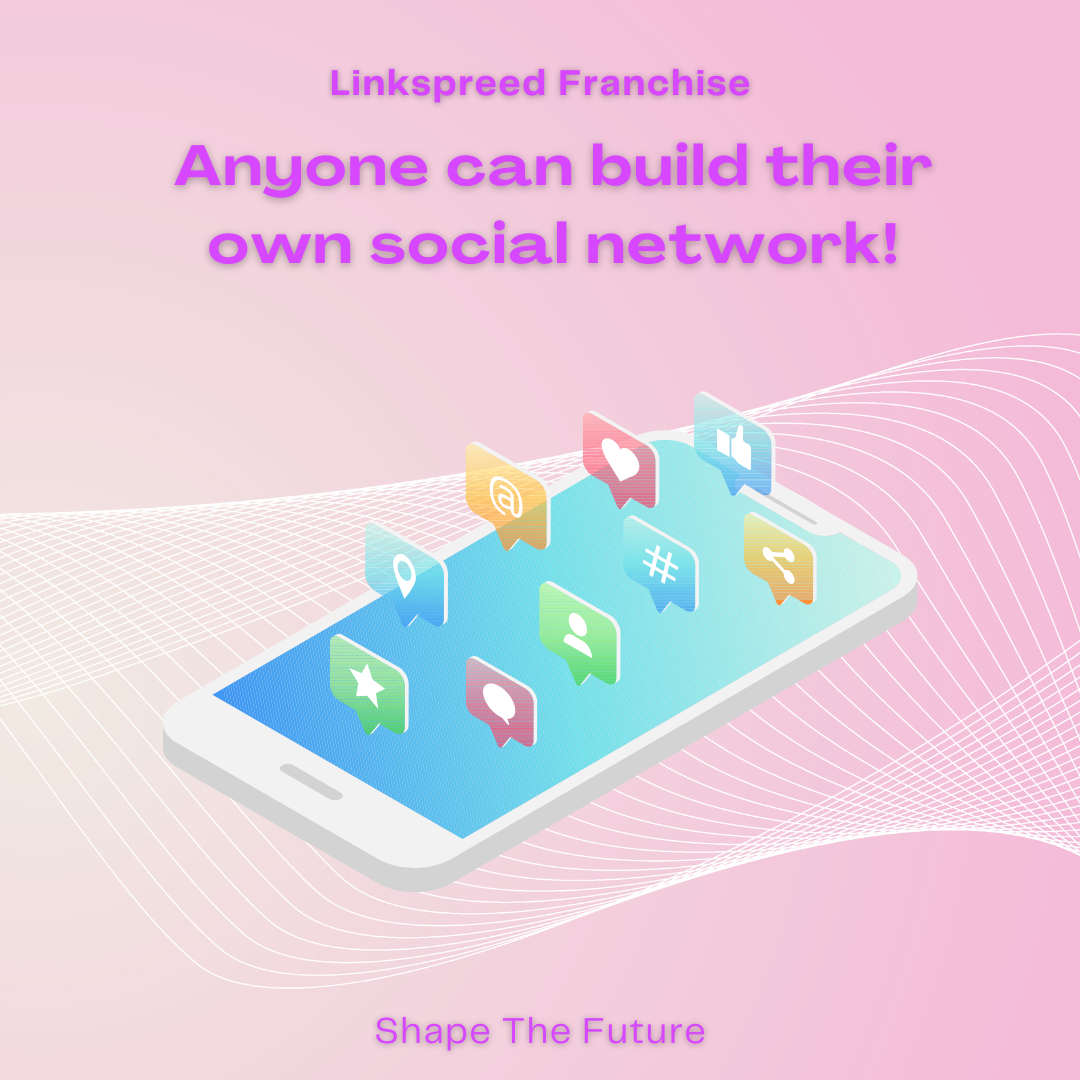 Linkspreed Franchise
Anyone can build their
own social network!
Shape The Future